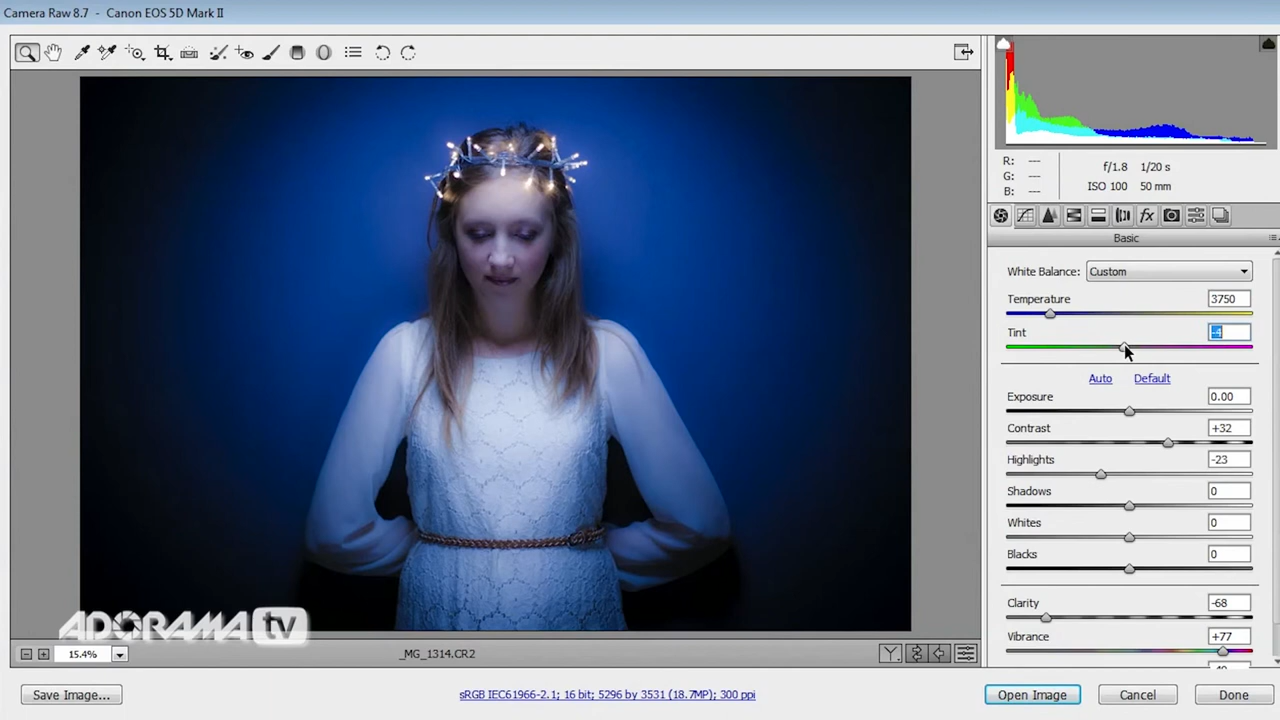 Camera Raw 8.7 - Canon EOS 5D Mark II
R: ---
G: ---
B: ---
f/1.8 1/20 s
ISO 100 50 mm
fx
Basic
White Balance: Custom
Temperature 3750
Tint -4
Auto Default
Exposure 0.00
Contrast +32
Highlights -23
Shadows 0
Whites 0
Blacks 0
Clarity -68
Vibrance +77
ADORAMA tv
15.4%
_MG_1314.CR2
Save Image...
sRGB IEC61966-2.1; 16 bit; 5296 by 3531 (18.7MP); 300 ppi
Open Image
Cancel
Done